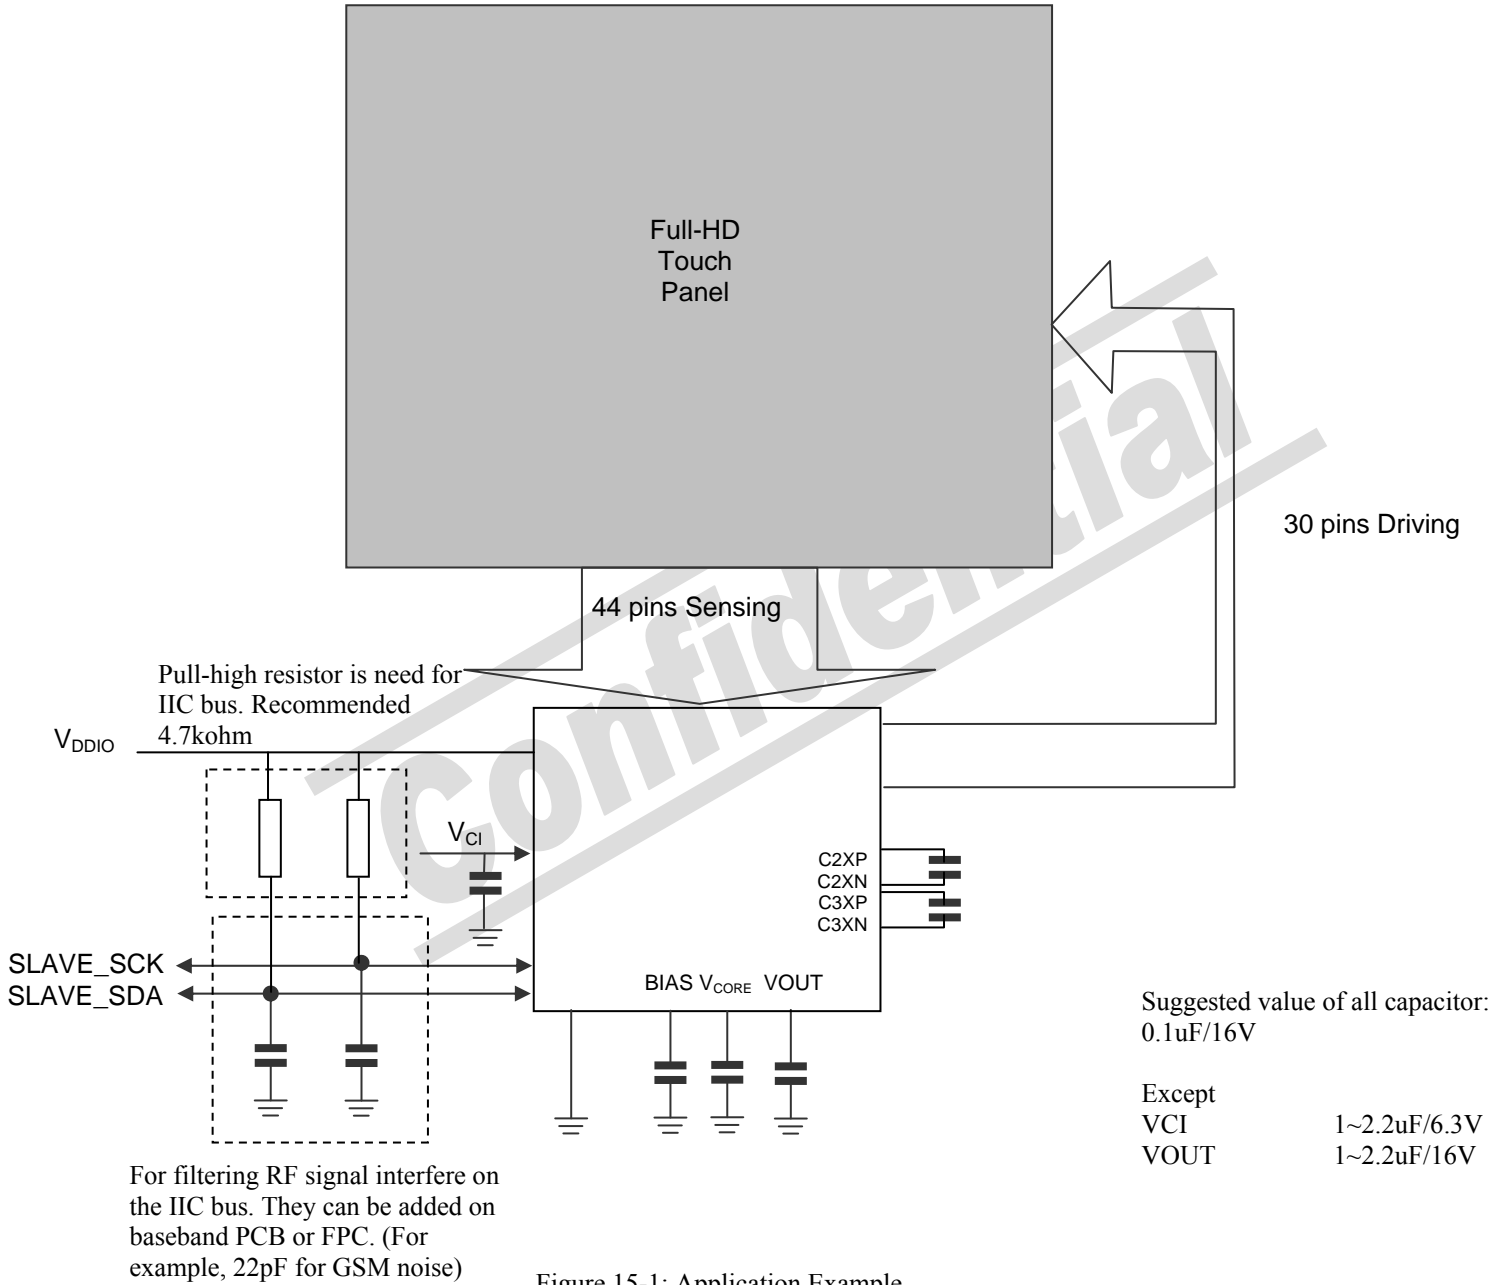 Full-HD
Touch
Panel
30 pins Driving
44 pins Sensing
Pull-high resistor is need for
IIC bus. Recommended
4.7kohm
VDDIO
VCI
C2XP
C2XN
C3XP
C3XN
SLAVE_SCK
SLAVE_SDA
BIAS VCORE VOUT
Suggested value of all capacitor:
0.1uF/16V
Except
VCI 1~2.2uF/6.3V
VOUT 1~2.2uF/16V
For filtering RF signal interfere on
the IIC bus. They can be added on
baseband PCB or FPC. (For
example, 22pF for GSM noise)
Figure 15-1: Application Example
Confidential